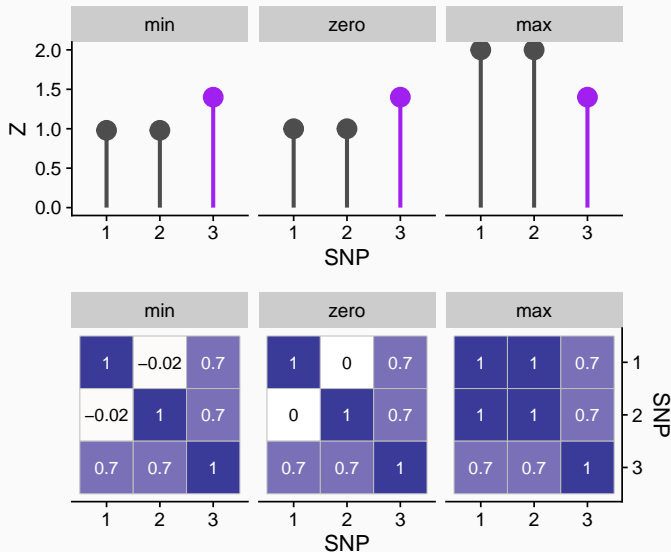 min zero max
2.0
1.5
1.0
0.5
0.0
Z
1 2 3 1 2 3 1 2 3
SNP
min zero max
1 −0.02 0.7 1 0 0.7 1 1 0.7 1
−0.02 1 0.7 0 1 0.7 1 1 0.7 2
0.7 0.7 1 0.7 0.7 1 0.7 0.7 1 3
SNP
1 2 3 1 2 3 1 2 3
SNP